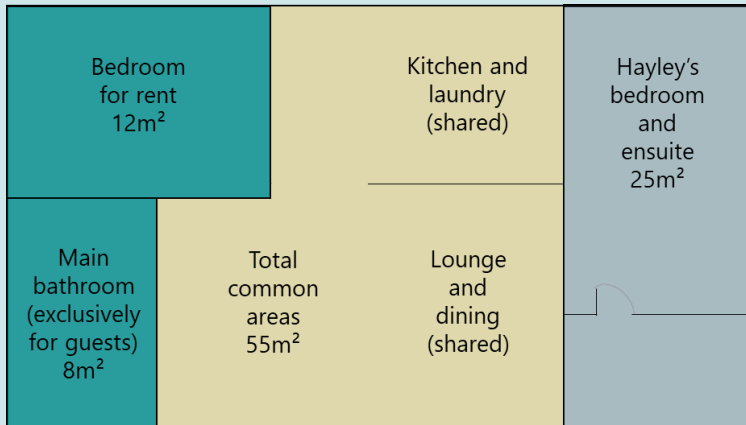 Bedroom
for rent
12m²
Kitchen and
laundry
(shared)
Hayley's
bedroom
and
ensuite
25m²
Main
bathroom
(exclusively
for guests)
8m²
Total
common
areas
55m²
Lounge
and
dining
(shared)